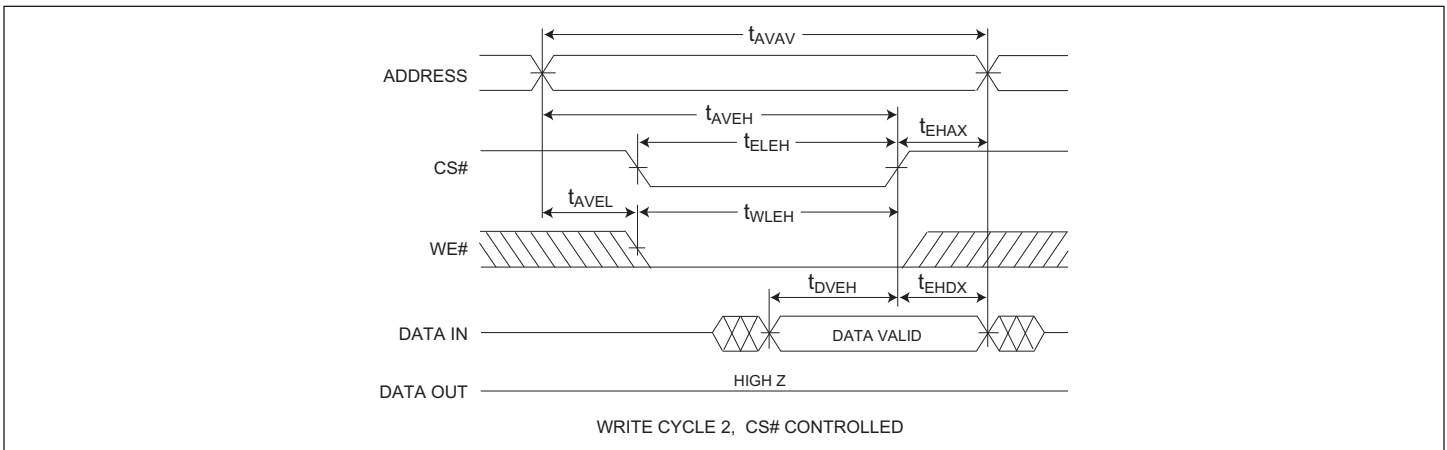 tAVAV
ADDRESS
tAVEH
tEHAX
tELEH
CS#
tAVEL
tWLEH
WE#
tDVEH
tEHDX
DATA IN
DATA VALID
HIGH Z
DATA OUT
WRITE CYCLE 2, CS# CONTROLLED